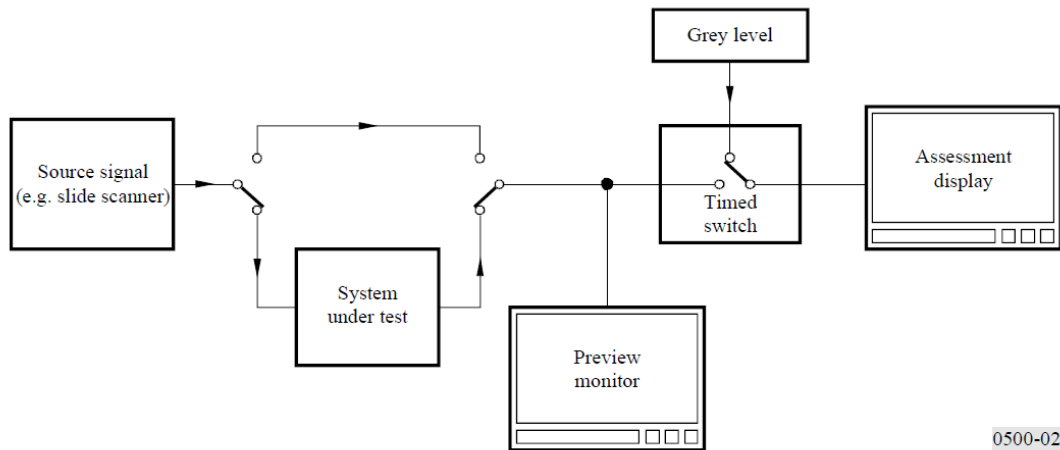 Grey level
Source signal
(e.g. slide scanner)
Assessment
display
Timed
switch
System
under test
Preview
monitor
0500-02